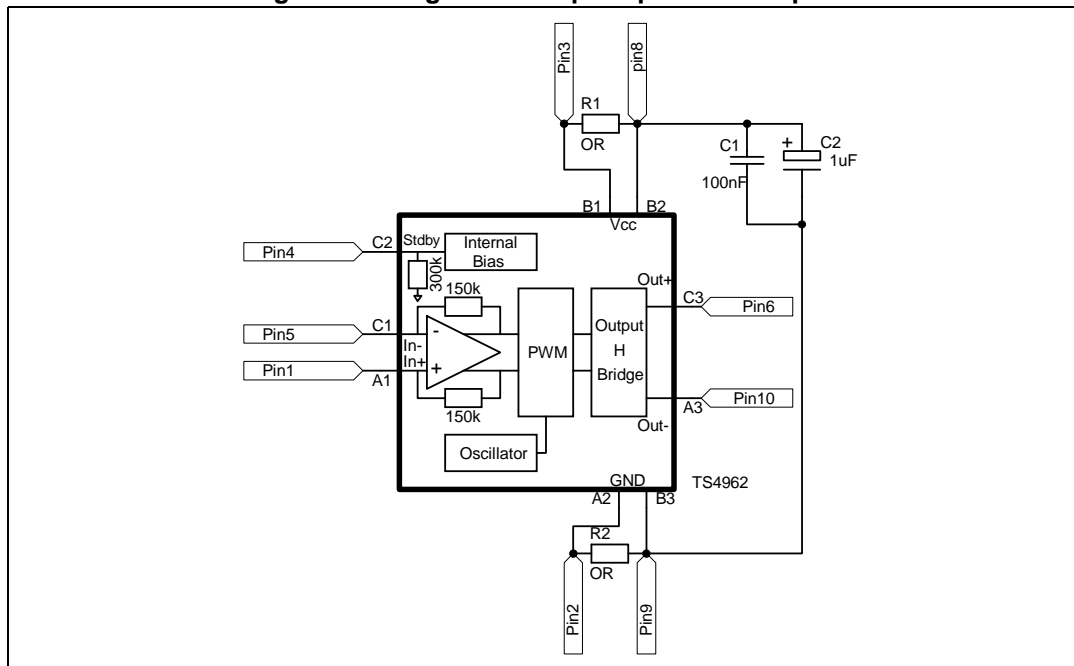 Pin3
pin8
R1
OR
C1
100nF
+ C2
1uF
B1
B2
Vcc
Pin4
C2
Stdby
300k
Internal
Bias
150k
Out+
C3
Pin6
Pin5
C1
In-
-
Pin1
A1
In+
+
PWM
Output
H
Bridge
150k
A3
Pin10
Out-
Oscillator
GND
TS4962
A2
B3
R2
OR
Pin2
Pin9